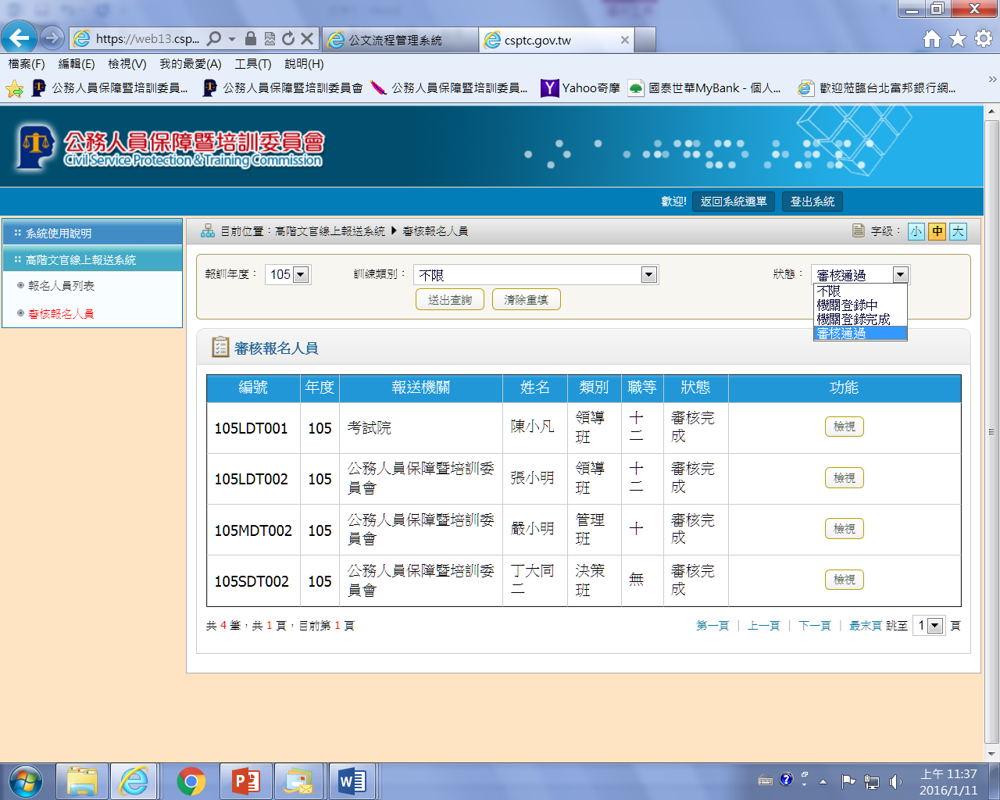 https://web13.csp...
公文流程管理系統
csptc.gov.tw
檔案(F) 編輯(E) 檢視(V) 我的最愛(A) 工具(T) 說明(H)
公務人員保障暨培訓委員... 公務人員保障暨培訓委員會 公務人員保障暨培訓委員... Yahoo奇摩 國泰世華MyBank - 個人... 歡迎蒞臨台北富邦銀行網...
公務人員保障暨培訓委員會
Civil Service Protection & Training Commission
歡迎! 返回系統選單 登出系統
系統使用說明
高階文官線上報送系統
報名人員列表
審核報名人員
目前位置：高階文官線上報送系統 審核報名人員
字級： 小 中 大
報訓年度： 105 訓練類別： 不限 狀態： 審核通過
不限
機關登錄中
機關登錄完成
審核通過
送出查詢 清除重填
審核報名人員
編號 年度 報送機關 姓名 類別 職等 狀態 功能
105LDT001 105 考試院 陳小凡 領導班 十二 審核完成 檢視
105LDT002 105 公務人員保障暨培訓委員會 張小明 領導班 十二 審核完成 檢視
105MDT002 105 公務人員保障暨培訓委員會 嚴小明 管理班 十 審核完成 檢視
105SDT002 105 公務人員保障暨培訓委員會 丁大同二 決策班 無 審核完成 檢視
共 4 筆，共 1 頁，目前第 1 頁
第一頁 | 上一頁 | 下一頁 | 最末頁 跳至 1 頁
上午 11:37
2016/1/11